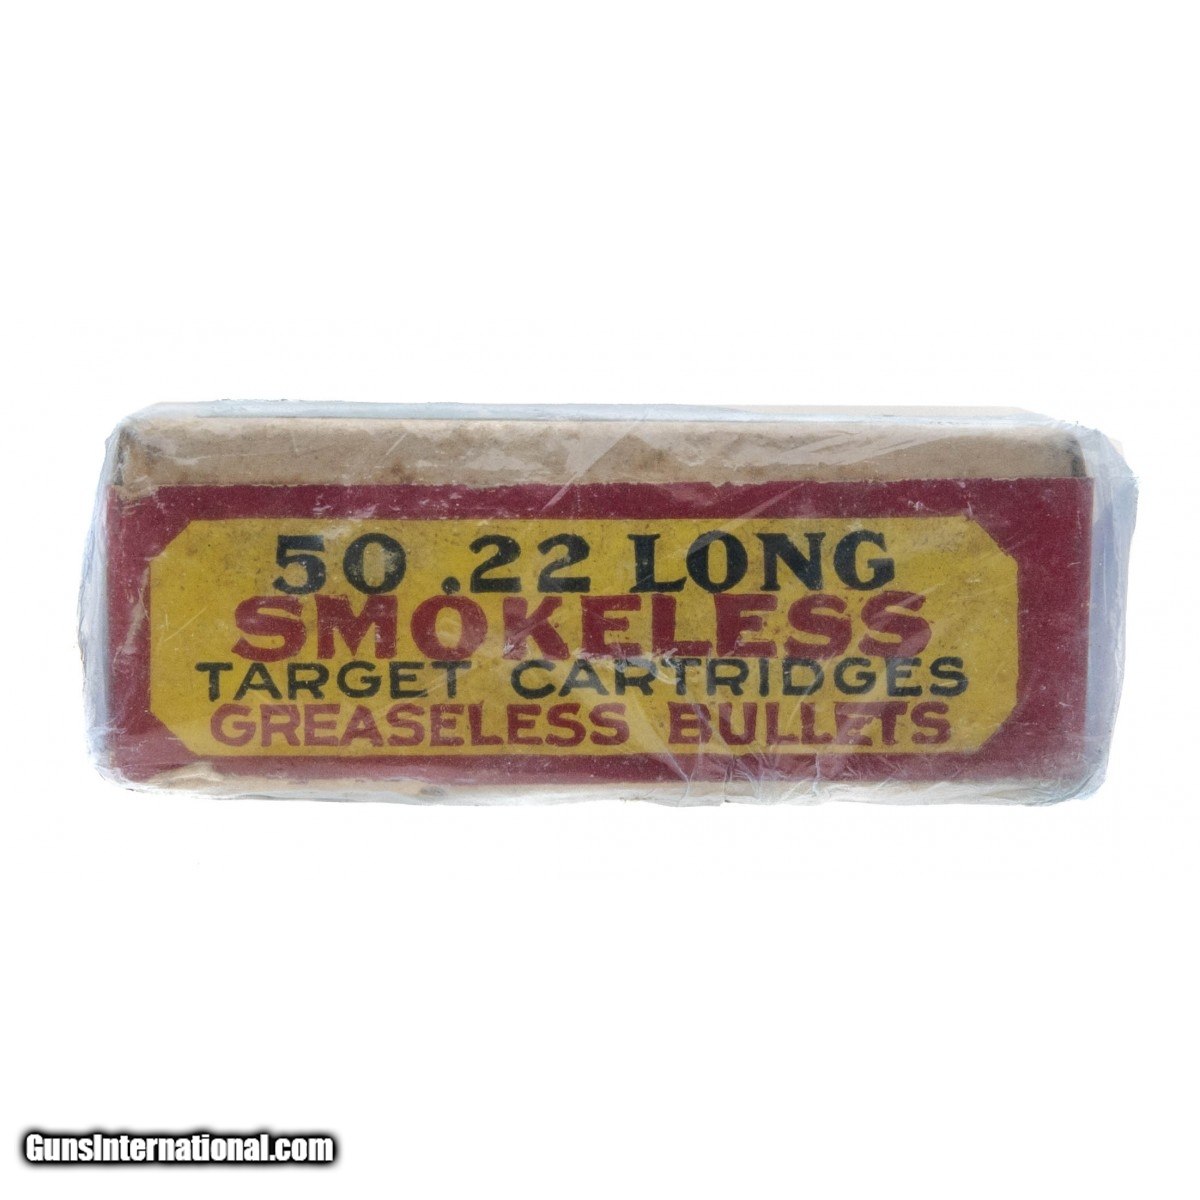 50 .22 LONG
SMOKELESS
TARGET CARTRIDGES
GREASELESS BULLETS
GunsInternational.com